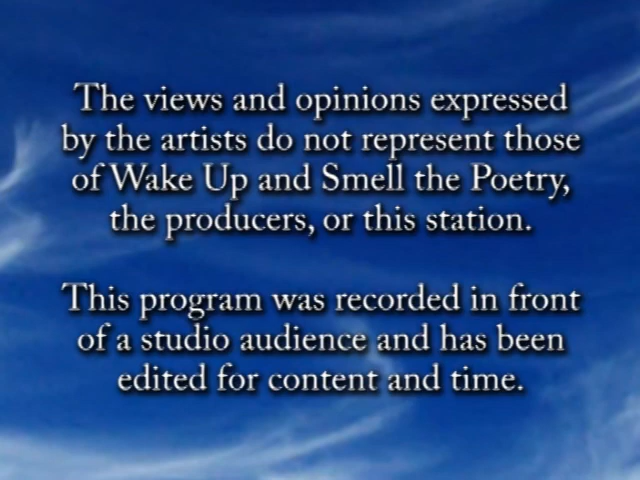 The views and opinions expressed
by the artists do not represent those
of Wake Up and Smell the Poetry,
the producers, or this station.
This program was recorded in front
of a studio audience and has been
edited for content and time.